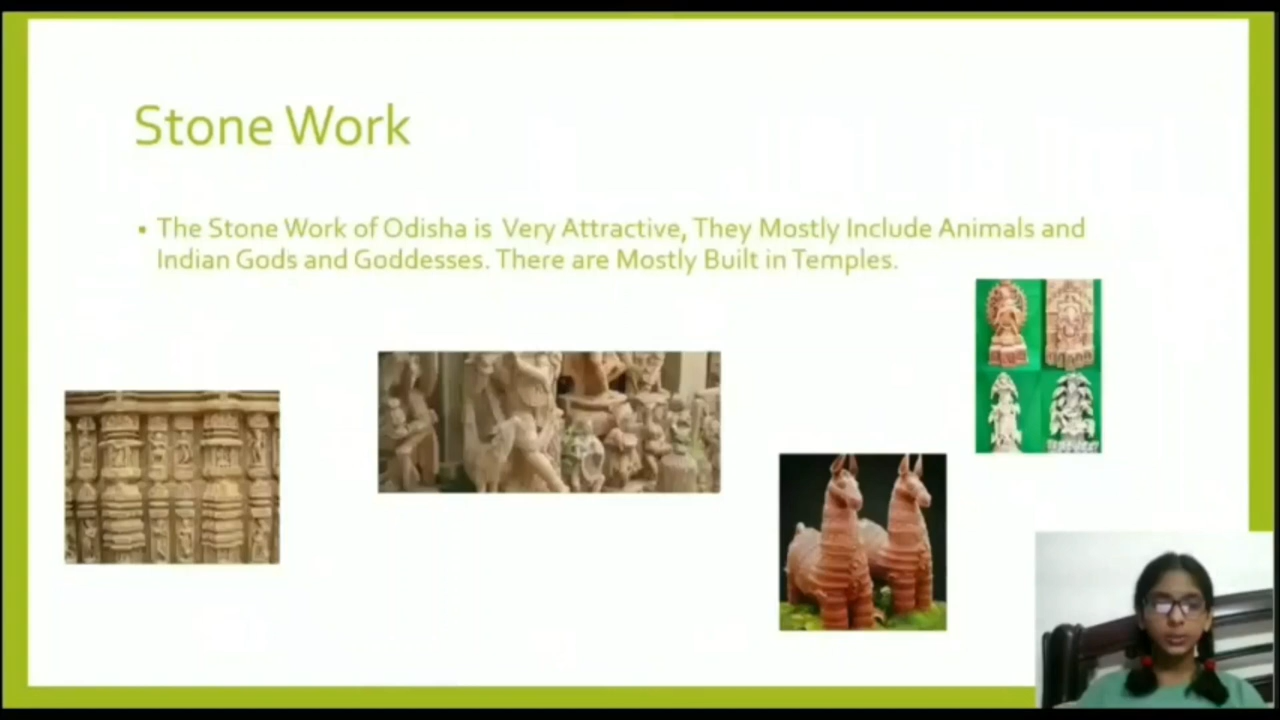 Stone Work
• The Stone Work of Odisha is Very Attractive, They Mostly Include Animals and
Indian Gods and Goddesses. There are Mostly Built in Temples.